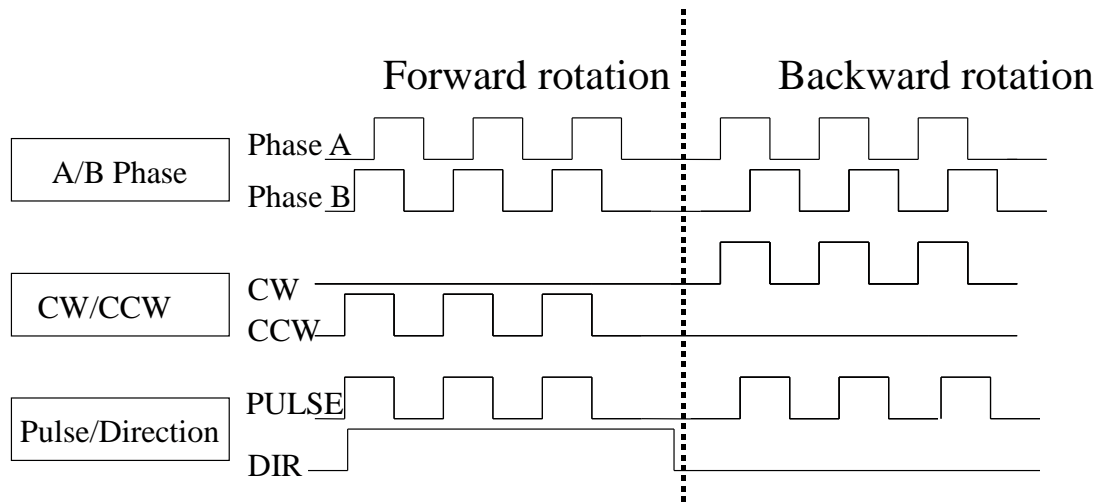 Forward rotation
Backward rotation
A/B Phase
Phase A
Phase B
CW/CCW
CW
CCW
Pulse/Direction
PULSE
DIR